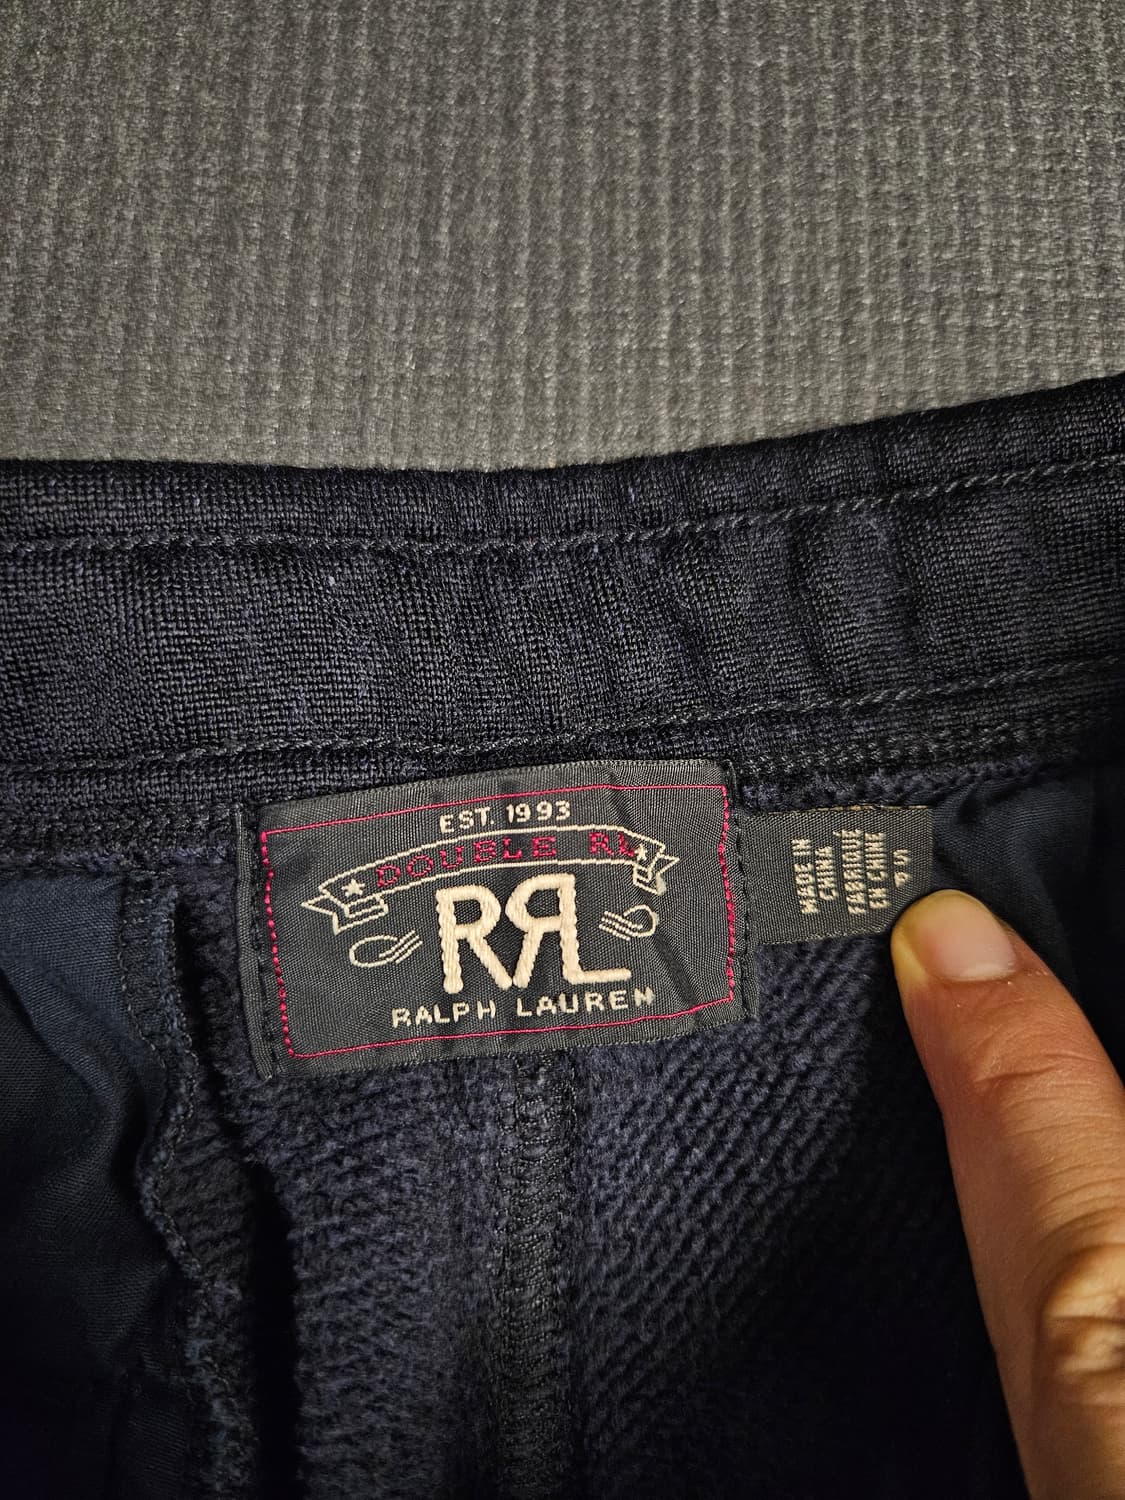 EST. 1993
DOUBLE RL
RRL
RALPH LAUREN
MADE IN
CHINA
FABRIQUÉ
EN CHINE
S
P